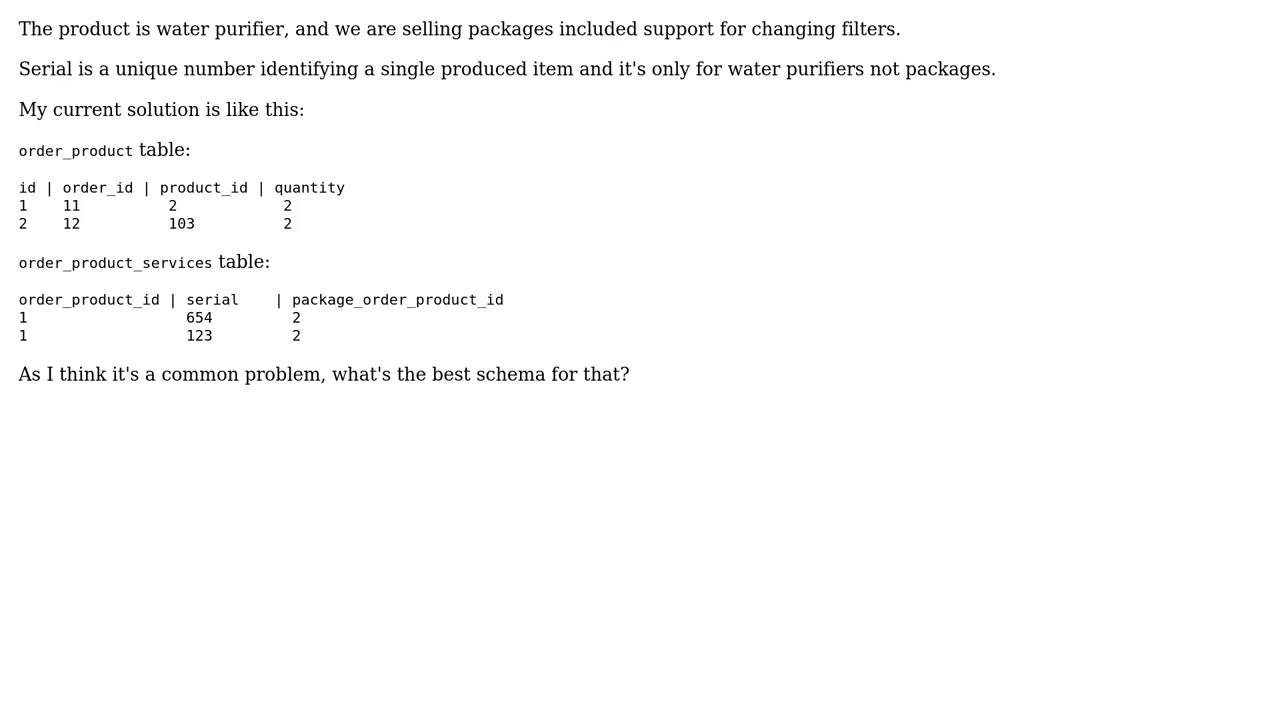 The product is water purifier, and we are selling packages included support for changing filters.
Serial is a unique number identifying a single produced item and it's only for water purifiers not packages.
My current solution is like this:
order_product table:
id | order_id | product_id | quantity
1    11          2            2
2    12          103          2
order_product_services table:
order_product_id | serial    | package_order_product_id
1                  654         2
1                  123         2
As I think it's a common problem, what's the best schema for that?